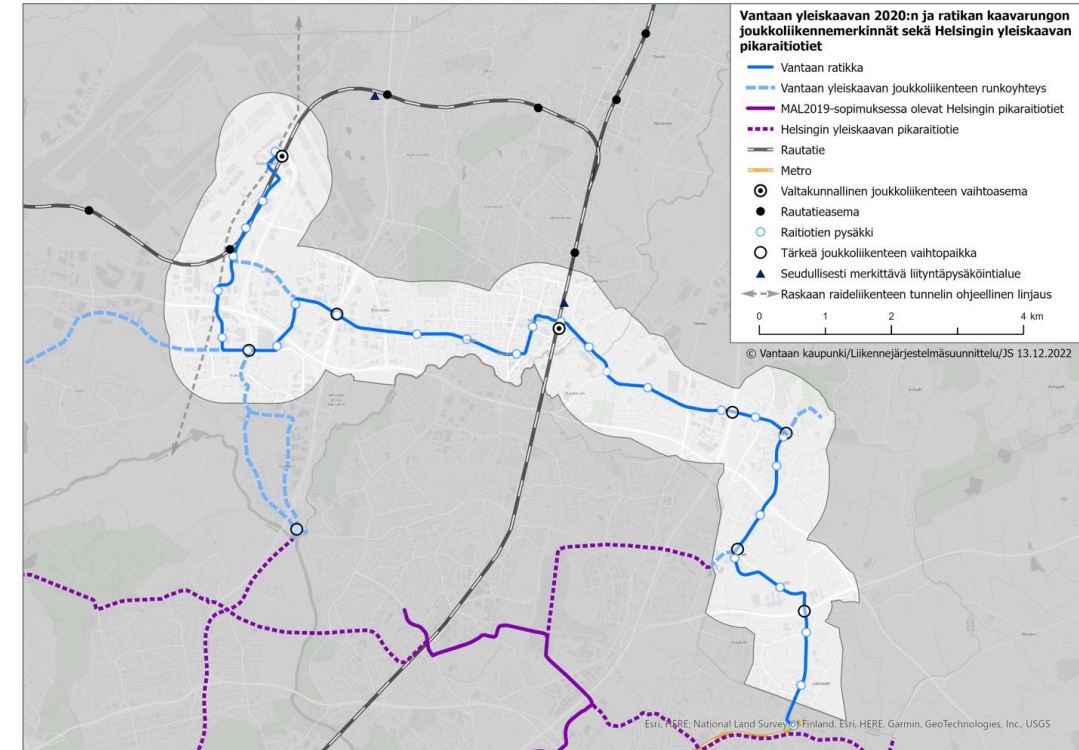 Vantaan yleiskaavan 2020:n ja ratikan kaavarungon
joukkoliikennemerkinnät sekä Helsingin yleiskaavan
pikaraitiotiet
Vantaan ratikka
Vantaan yleiskaavan joukkoliikenteen runkoyhteys
MAL2019-sopimuksessa olevat Helsingin pikaraitiotiet
Helsingin yleiskaavan pikaraitiotie
Rautatie
Metro
Valtakunnallinen joukkoliikenteen vaihtoasema
Rautatieasema
Raitiotien pysäkki
Tärkeä joukkoliikenteen vaihtopaikka
Seudullisesti merkittävä liityntäpysäköintialue
Raskaan raideliikenteen tunnelin ohjeellinen linjaus
0 1 2 4 km
© Vantaan kaupunki/Liikennejärjestelmäsuunnittelu/JS 13.12.2022
Esri, HERE; National Land Survey of Finland, Esri, HERE, Garmin, GeoTechnologies, Inc., USGS